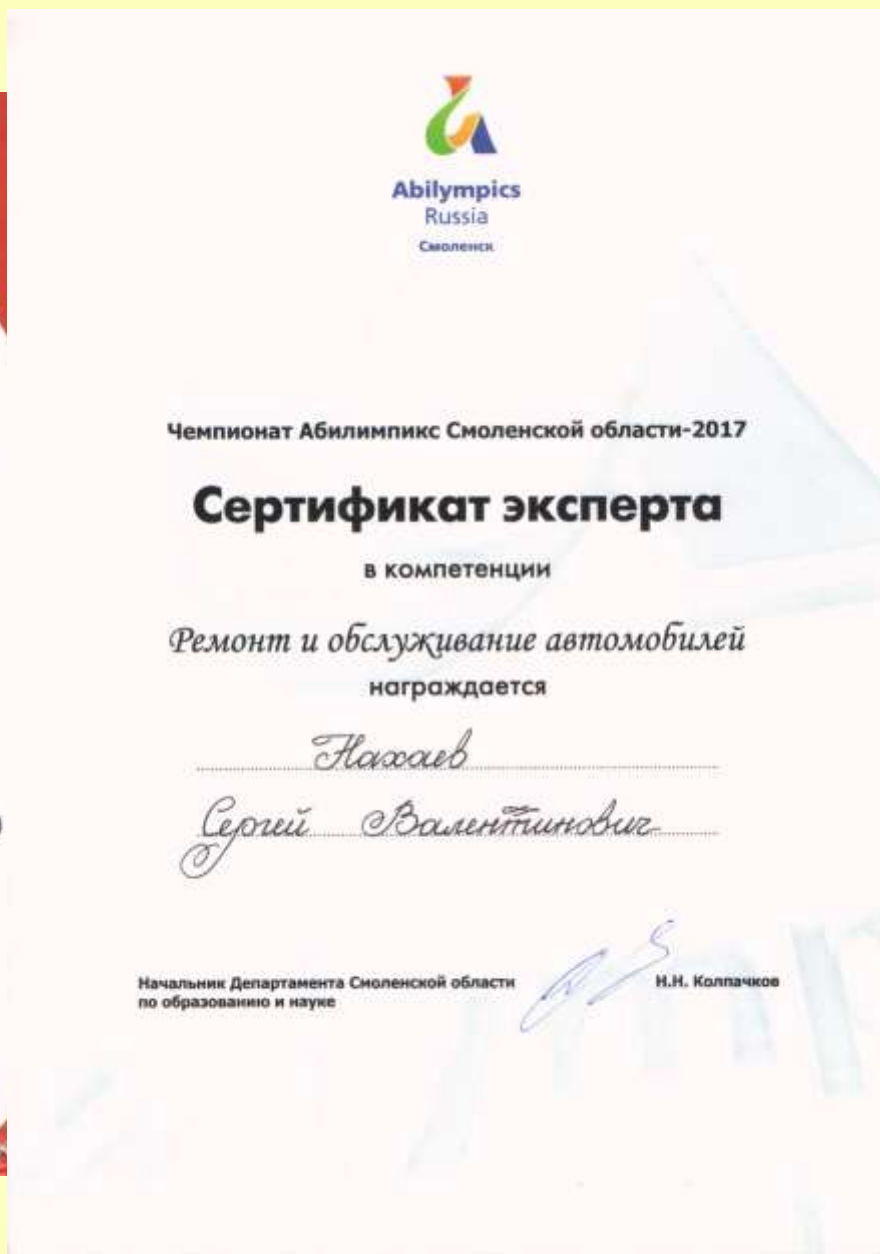 Abilympics
Russia
Смоленск
Чемпионат Абилимпикс Смоленской области-2017
Сертификат эксперта
в компетенции
Ремонт и обслуживание автомобилей
награждается
Нахаев
Сергей Валентинович
Начальник Департамента Смоленской области
по образованию и науке
Н.Н. Колпачков